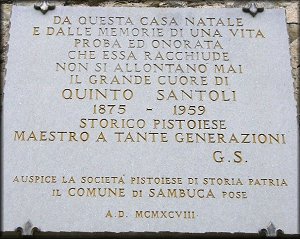 DA QUESTA CASA NATALE
E DALLE MEMORIE DI UNA VITA
PROBA ED ONORATA
CHE ESSA RACCHIUDE
NON SI ALLONTANO MAI
IL GRANDE CUORE DI
QUINTO SANTOLI
1875 - 1959
STORICO PISTOIESE
MAESTRO A TANTE GENERAZIONI
G.S.
AUSPICE LA SOCIETÀ PISTOIESE DI STORIA PATRIA
IL COMUNE DI SAMBUCA POSE
A.D. MCMXCVIII